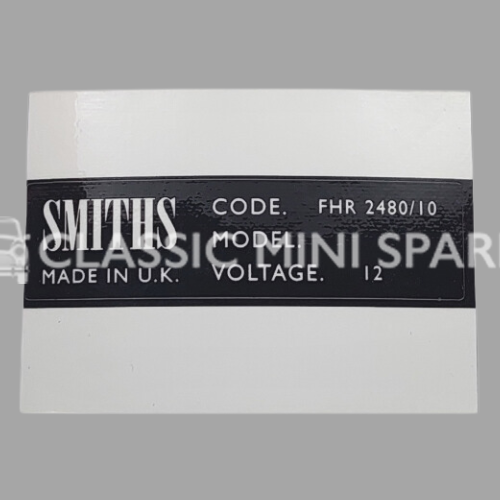 SMITHS
MADE IN U.K.
CODE. FHR 2480/10
MODEL.
VOLTAGE. 12
CLASSIC MINI SPAR